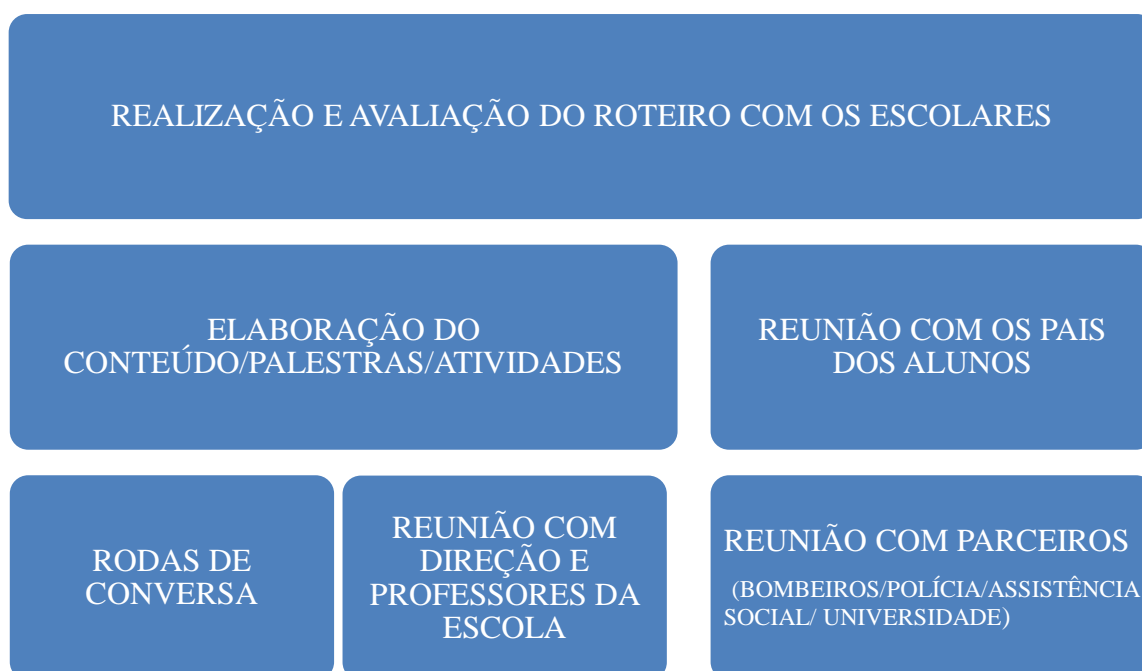 REALIZAÇÃO E AVALIAÇÃO DO ROTEIRO COM OS ESCOLARES
ELABORAÇÃO DO
CONTEÚDO/PALESTRAS/ATIVIDADES
REUNIÃO COM OS PAIS
DOS ALUNOS
RODAS DE
CONVERSA
REUNIÃO COM
DIREÇÃO E
PROFESSORES DA
ESCOLA
REUNIÃO COM PARCEIROS
(BOMBEIROS/POLÍCIA/ASSISTÊNCIA
SOCIAL/ UNIVERSIDADE)